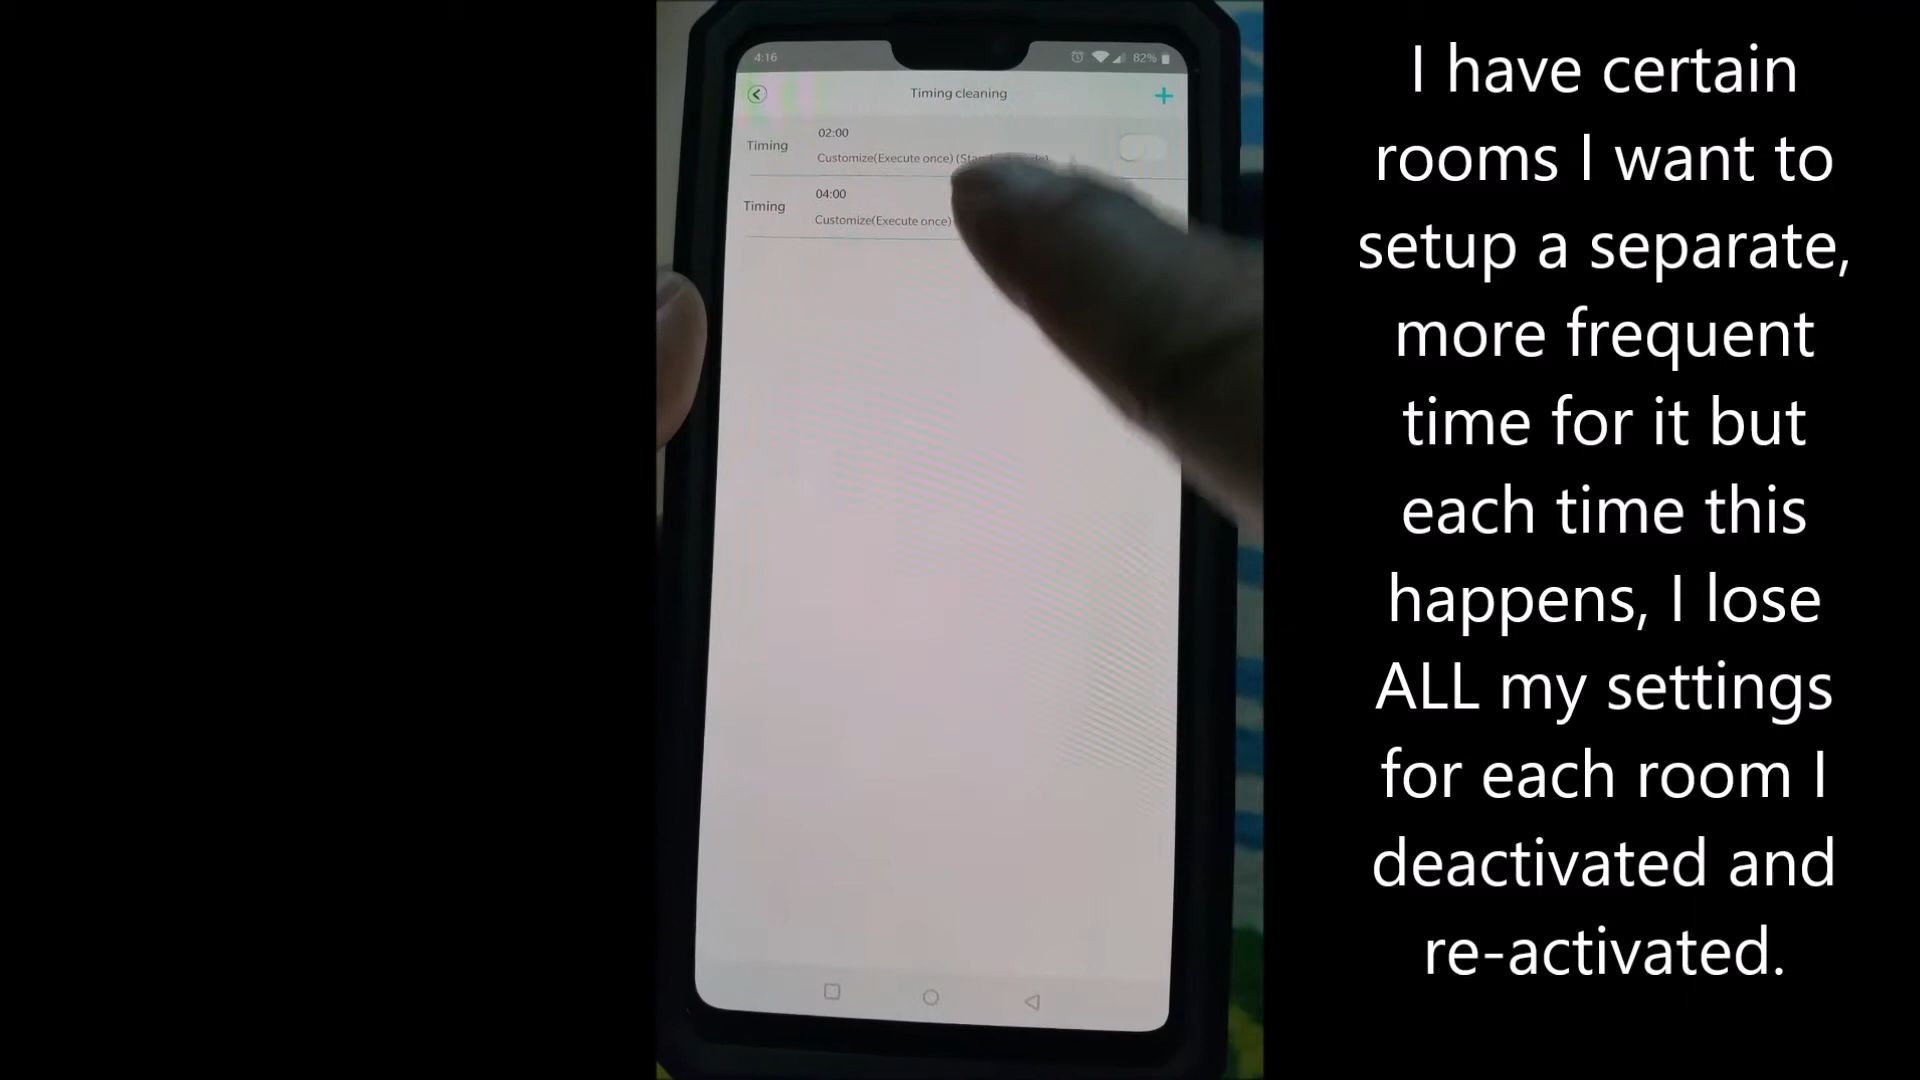 4:16
82%
Timing cleaning
02:00
Timing
Customize(Execute once)
04:00
Timing
Customize(Execute once)
I have certain
rooms I want to
setup a separate,
more frequent
time for it but
each time this
happens, I lose
ALL my settings
for each room I
deactivated and
re-activated.